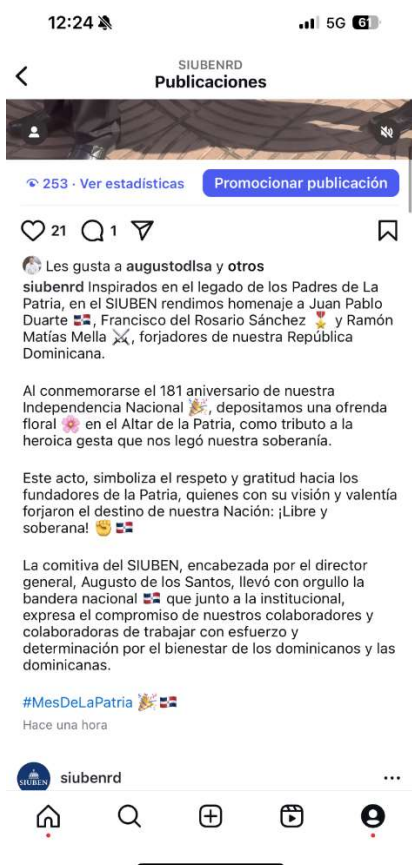 12:24
5G 61
SIUBENRD
Publicaciones
253 · Ver estadísticas
Promocionar publicación
21 1
Les gusta a augustodlsa y otros
siubenrd Inspirados en el legado de los Padres de La
Patria, en el SIUBEN rendimos homenaje a Juan Pablo
Duarte 🇩🇴, Francisco del Rosario Sánchez 🎖️ y Ramón
Matías Mella ⚔️, forjadores de nuestra República
Dominicana.
Al conmemorarse el 181 aniversario de nuestra
Independencia Nacional 🎉, depositamos una ofrenda
floral 🌸 en el Altar de la Patria, como tributo a la
heroica gesta que nos legó nuestra soberanía.
Este acto, simboliza el respeto y gratitud hacia los
fundadores de la Patria, quienes con su visión y valentía
forjaron el destino de nuestra Nación: ¡Libre y
soberana! ✊🇩🇴
La comitiva del SIUBEN, encabezada por el director
general, Augusto de los Santos, llevó con orgullo la
bandera nacional 🇩🇴 que junto a la institucional,
expresa el compromiso de nuestros colaboradores y
colaboradoras de trabajar con esfuerzo y
determinación por el bienestar de los dominicanos y las
dominicanas.
#MesDeLaPatria 🎉🇩🇴
Hace una hora
SIUBEN
siubenrd